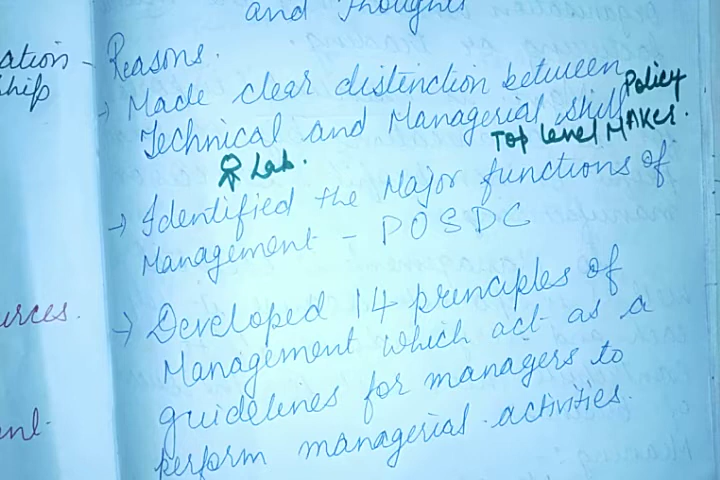 and Thoughts
ation - Reasons.
ship
→ Made clear distinction between
Technical and Managerial skill
Policy
Top level MAKER.
Lab.
→ Identified the Major functions of
Management - POSDC
urces.
→ Developed 14 principles of
Management which act as a
guidelines for managers to
perform managerial activities.
ent.